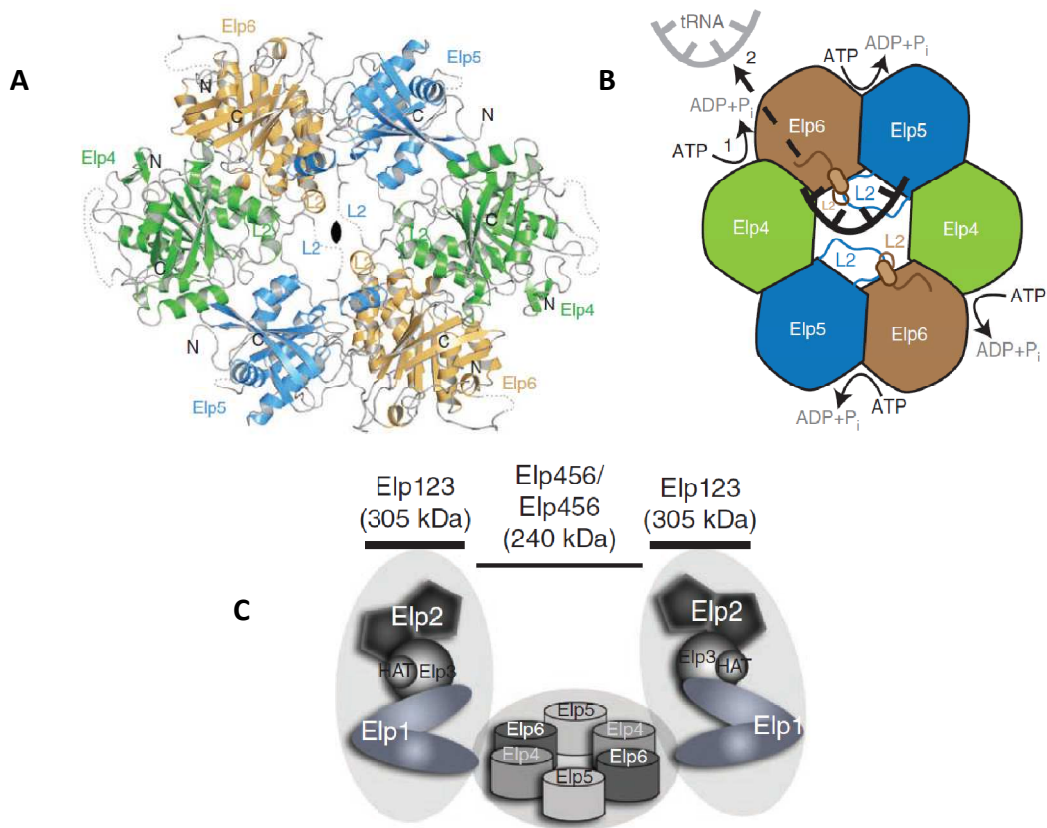 A
Elp6
Elp5
N
C
C
N
Elp4
N
L2
L2
L2
L2
L2
C
C
L2
N
Elp4
N
C
C
N
Elp5
Elp6
B
tRNA
2
ATP
ADP+Pi
ADP+Pi
ATP
1
Elp6
Elp5
L2
L2
Elp4
Elp4
L2
L2
Elp5
Elp6
ATP
ADP+Pi
ADP+Pi
ATP
C
Elp123
(305 kDa)
Elp456/
Elp456
(240 kDa)
Elp123
(305 kDa)
Elp2
HAT
Elp3
Elp1
Elp2
Elp3
HAT
Elp1
Elp5
Elp6
Elp4
Elp4
Elp6
Elp5